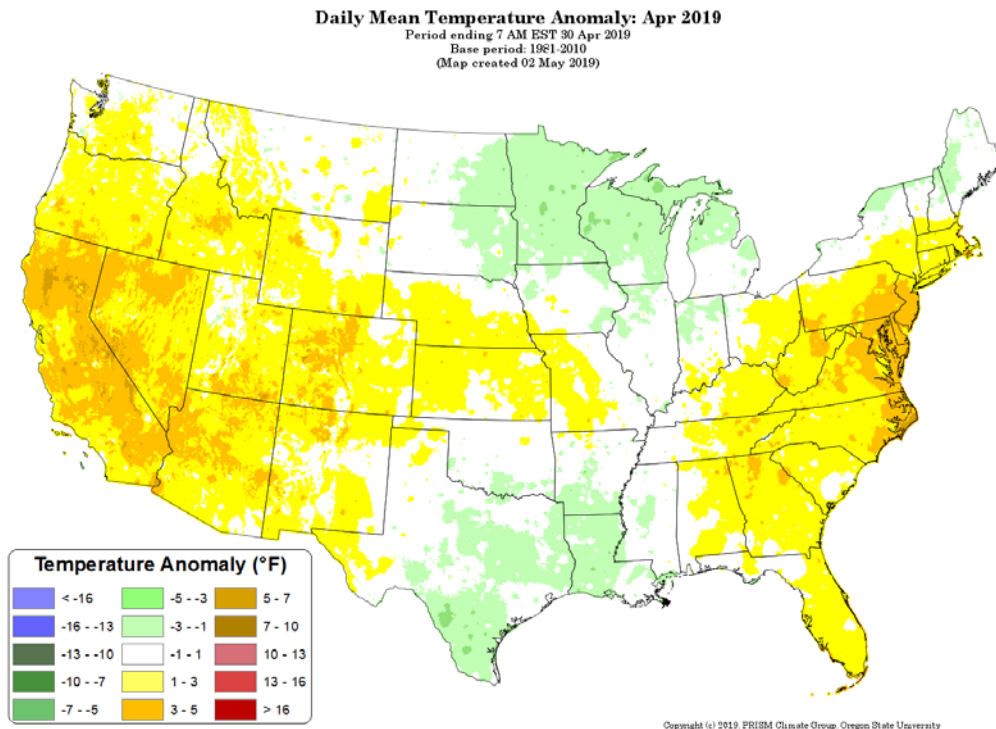 Daily Mean Temperature Anomaly: Apr 2019
Period ending 7 AM EST 30 Apr 2019
Base period: 1981-2010
(Map created 02 May 2019)
Temperature Anomaly (°F)
< -16
-16 - -13
-13 - -10
-10 - -7
-7 - -5
-5 - -3
-3 - -1
-1 - 1
1 - 3
3 - 5
5 - 7
7 - 10
10 - 13
13 - 16
> 16
Copyright (c) 2019, PRISM Climate Group, Oregon State University